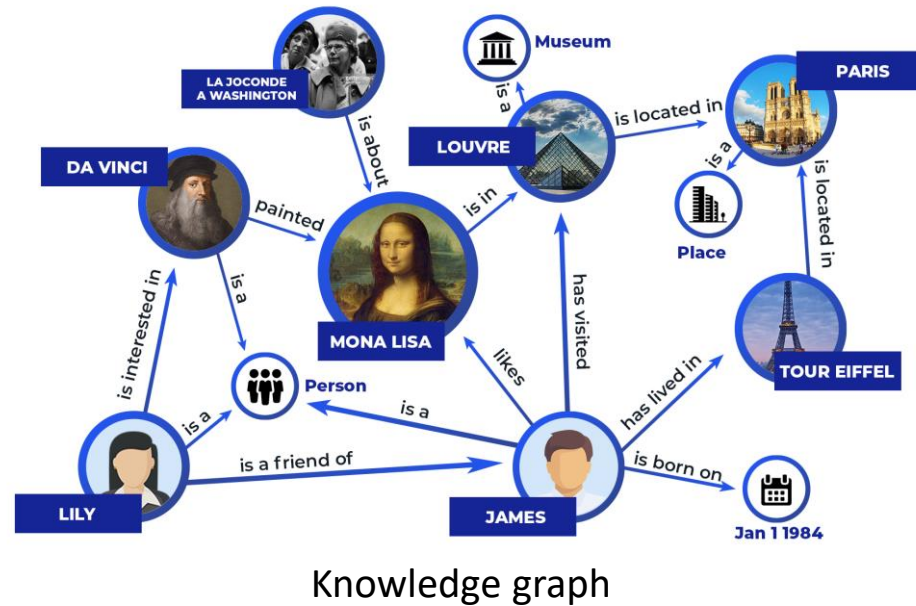 LA JOCONDE
A WASHINGTON
Museum
PARIS
is a
is located in
LOUVRE
is about
is a
DA VINCI
painted
is in
is located in
Place
is a
has visited
is interested in
MONA LISA
likes
TOUR EIFFEL
Person
has lived in
is a
is a
is a friend of
is born on
LILY
JAMES
Jan 1 1984
Knowledge graph